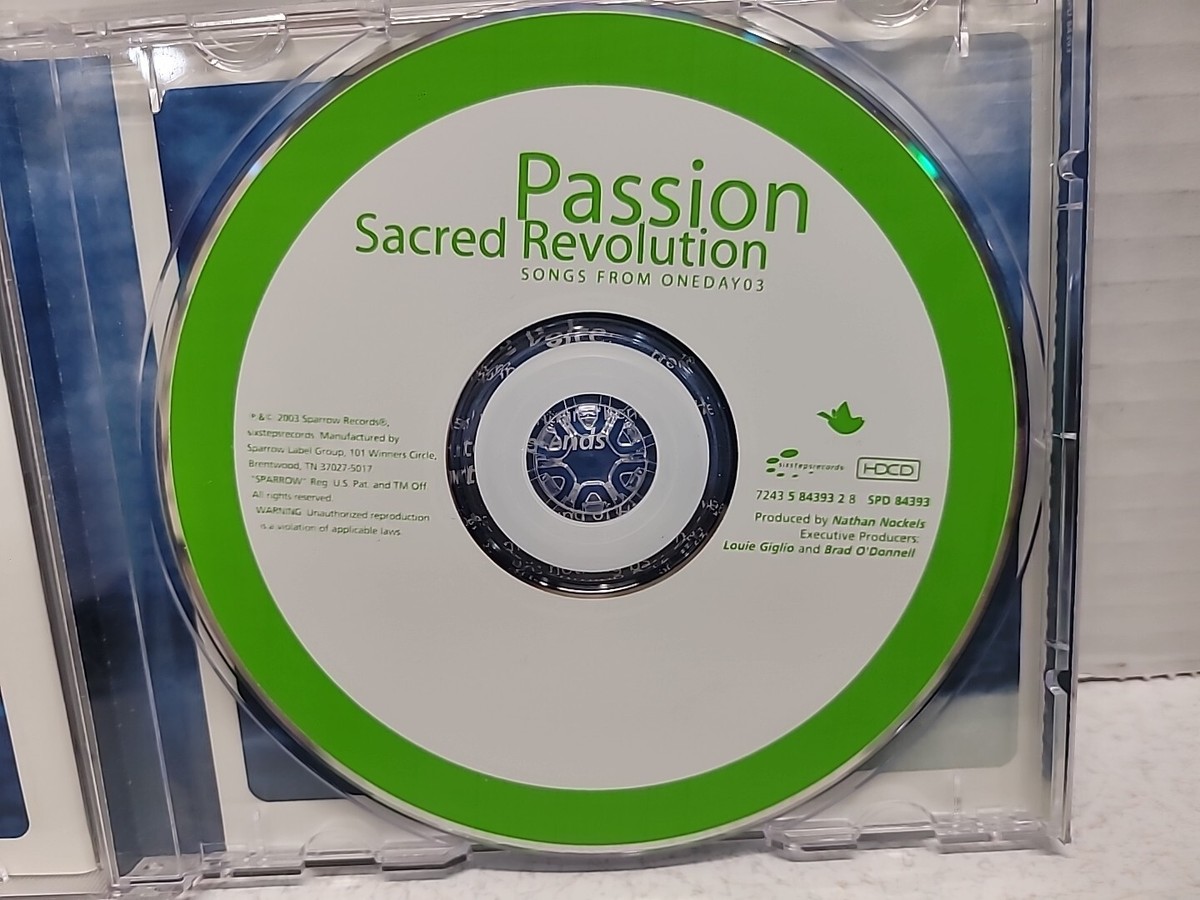 Passion
Sacred Revolution
SONGS FROM ONEDAY03
℗ & © 2003 Sparrow Records®,
sixstepsrecords. Manufactured by
Sparrow Label Group, 101 Winners Circle,
Brentwood, TN 37027-5017
"SPARROW" Reg. U.S. Pat. and TM Off.
All rights reserved.
WARNING: Unauthorized reproduction
is a violation of applicable laws.
sixstepsrecords
HDCD
7243 5 84393 2 8 SPD 84393
Produced by Nathan Nockels
Executive Producers:
Louie Giglio and Brad O'Donnell